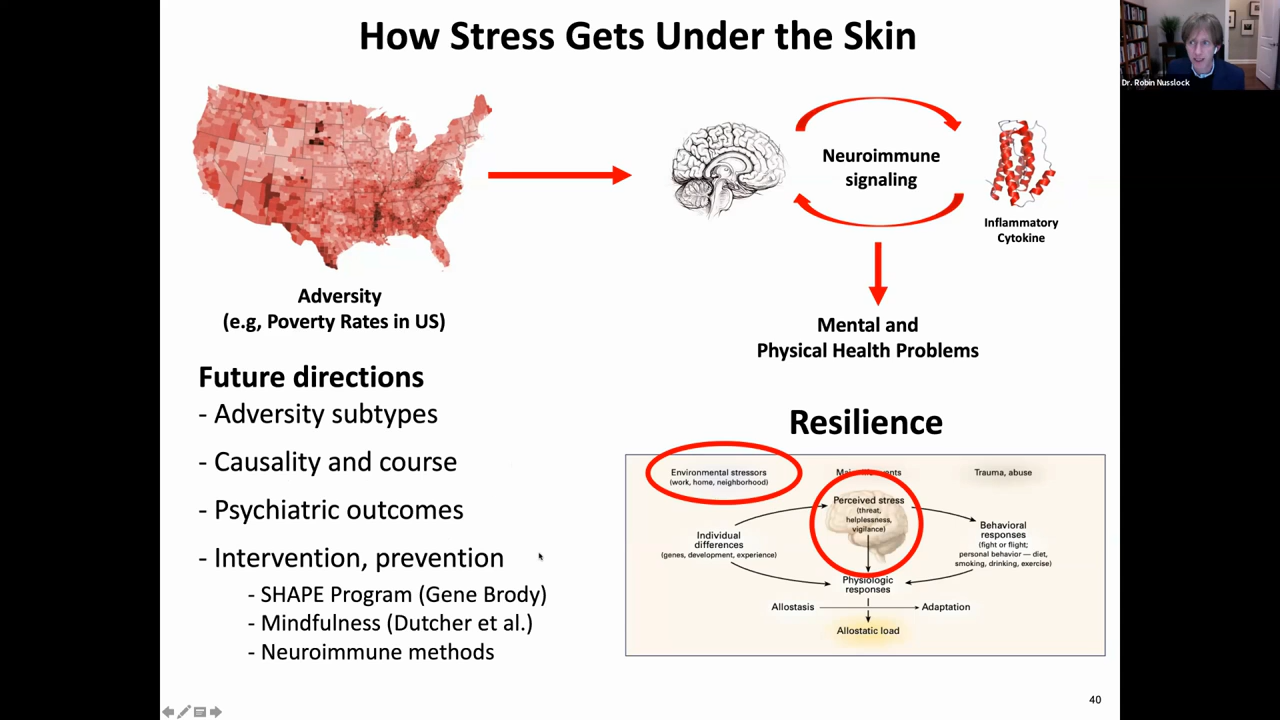 How Stress Gets Under the Skin
Dr. Robin Nusslock
Neuroimmune
signaling
Inflammatory
Cytokine
Adversity
(e.g, Poverty Rates in US)
Mental and
Physical Health Problems
Future directions
- Adversity subtypes
- Causality and course
- Psychiatric outcomes
- Intervention, prevention
- SHAPE Program (Gene Brody)
- Mindfulness (Dutcher et al.)
- Neuroimmune methods
Resilience
Environmental stressors
(work, home, neighborhood)
Trauma, abuse
Perceived stress
(threat,
helplessness,
vigilance)
Individual
differences
(genes, development, experience)
Behavioral
responses
(fight or flight;
personal behavior — diet,
smoking, drinking, exercise)
Physiologic
responses
Allostasis
Adaptation
Allostatic load
40